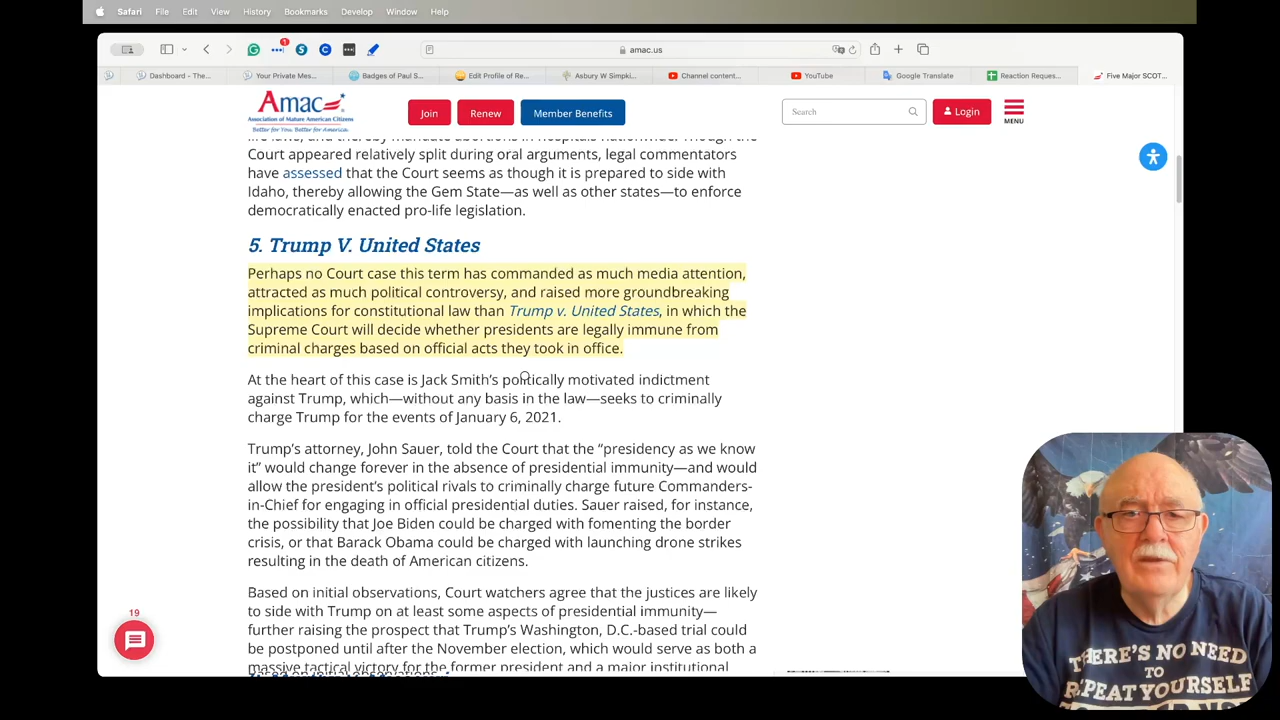 Safari File Edit View History Bookmarks Develop Window Help
1
amac.us
Dashboard - The...
Your Private Mes...
Badges of Paul S...
Edit Profile of Re...
Asbury W Simpki...
Channel content...
YouTube
Google Translate
Reaction Reques...
Five Major SCOT...
Amac
Association of Mature American Citizens
Better for You. Better for America.
Join
Renew
Member Benefits
Search
Login
MENU
Court appeared relatively split during oral arguments, legal commentators
have assessed that the Court seems as though it is prepared to side with
Idaho, thereby allowing the Gem State—as well as other states—to enforce
democratically enacted pro-life legislation.
5. Trump V. United States
Perhaps no Court case this term has commanded as much media attention,
attracted as much political controversy, and raised more groundbreaking
implications for constitutional law than Trump v. United States, in which the
Supreme Court will decide whether presidents are legally immune from
criminal charges based on official acts they took in office.
At the heart of this case is Jack Smith's politically motivated indictment
against Trump, which—without any basis in the law—seeks to criminally
charge Trump for the events of January 6, 2021.
Trump's attorney, John Sauer, told the Court that the "presidency as we know
it" would change forever in the absence of presidential immunity—and would
allow the president's political rivals to criminally charge future Commanders-
in-Chief for engaging in official presidential duties. Sauer raised, for instance,
the possibility that Joe Biden could be charged with fomenting the border
crisis, or that Barack Obama could be charged with launching drone strikes
resulting in the death of American citizens.
Based on initial observations, Court watchers agree that the justices are likely
to side with Trump on at least some aspects of presidential immunity—
further raising the prospect that Trump's Washington, D.C.-based trial could
be postponed until after the November election, which would serve as both a
massive tactical victory for the former president and a major institutional
19
THERE'S NO NEED
TO
REPEAT YOURSELF